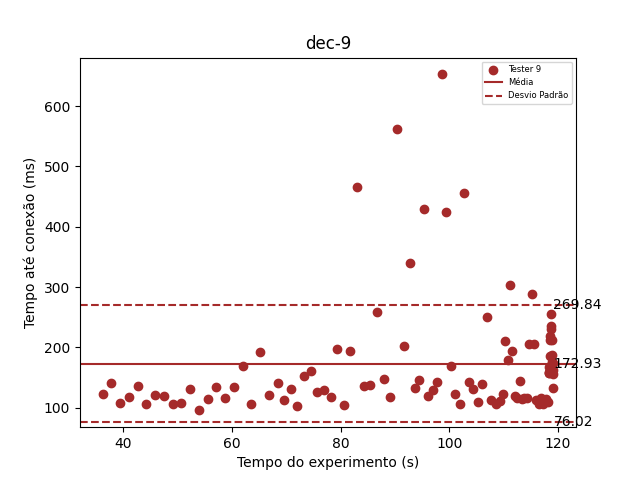 dec-9
Tester 9
Média
Desvio Padrão
600
500
400
300
200
100
269.84
172.93
76.02
Tempo até conexão (ms)
40
60
80
100
120
Tempo do experimento (s)